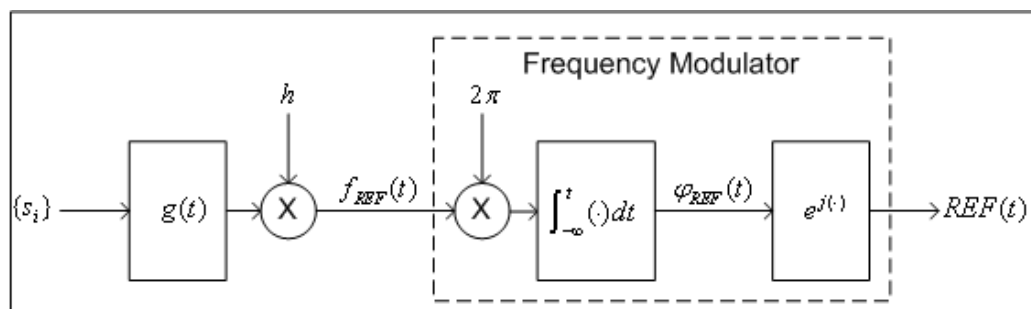 Frequency Modulator
h
2π
{s_i}
g(t)
X
f_REF(t)
X
∫_{-∞}^{t}(·)dt
φ_REF(t)
e^{j(·)}
REF(t)